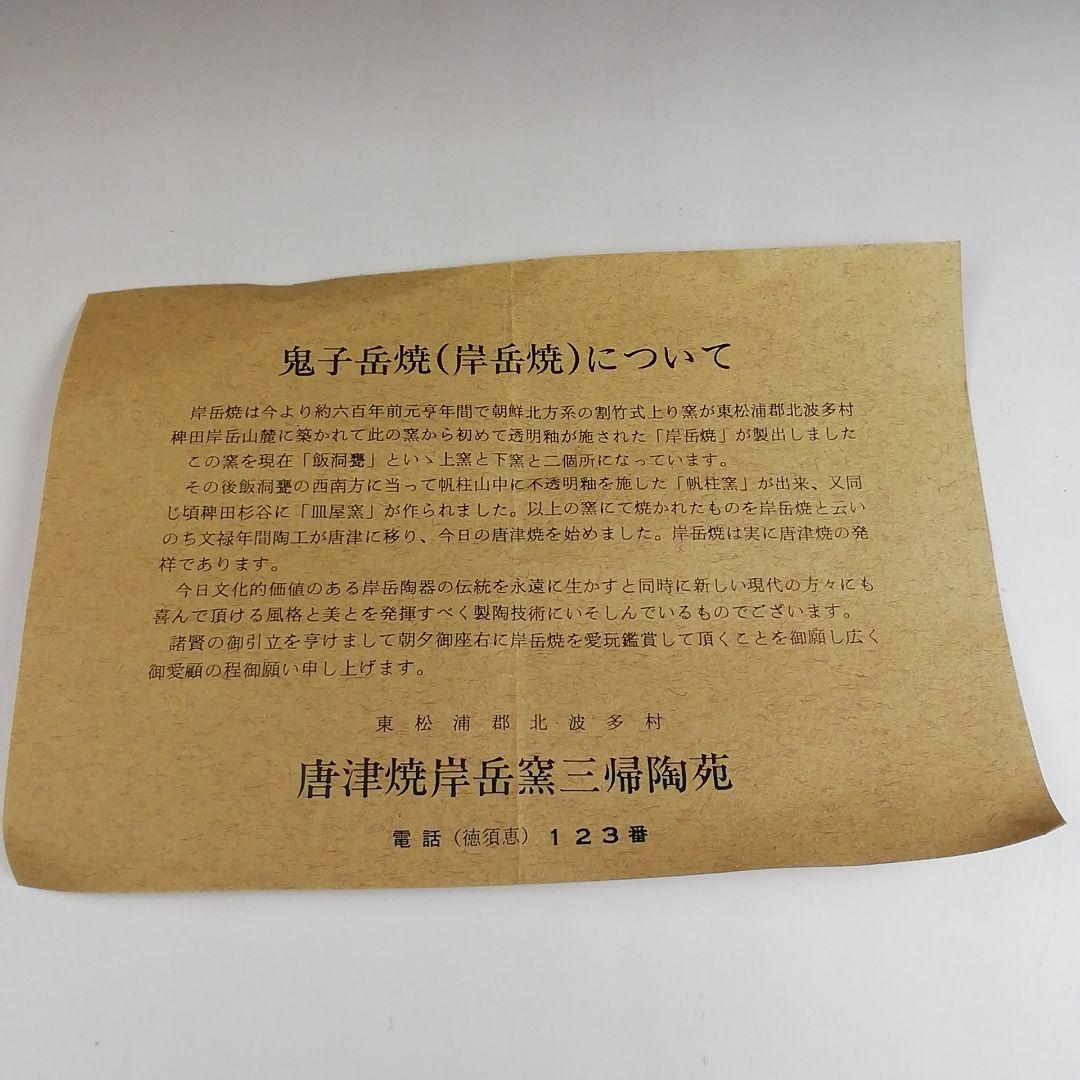 鬼子岳焼(岸岳焼)について
岸岳焼は今より約六百年前元亨年間で朝鮮北方系の割竹式上り窯が東松浦郡北波多村
稗田岸岳山麓に築かれて此の窯から初めて透明釉が施された「岸岳焼」が製出しました
この窯を現在「飯洞甕」といゝ上窯と下窯と二個所になっています。
その後飯洞甕の西南方に当って帆柱山中に不透明釉を施した「帆柱窯」が出来、又同
じ頃稗田杉谷に「皿屋窯」が作られました。以上の窯にて焼かれたものを岸岳焼と云い
のち文禄年間陶工が唐津に移り、今日の唐津焼を始めました。岸岳焼は実に唐津焼の発
祥であります。
今日文化的価値のある岸岳陶器の伝統を永遠に生かすと同時に新しい現代の方々にも
喜んで頂ける風格と美とを発揮すべく製陶技術にいそしんでいるものでございます。
諸賢の御引立を亨けまして朝夕御座右に岸岳焼を愛玩鑑賞して頂くことを御願し広く
御愛顧の程御願い申し上げます。
東松浦郡北波多村
唐津焼岸岳窯三帰陶苑
電話(徳須恵)123番